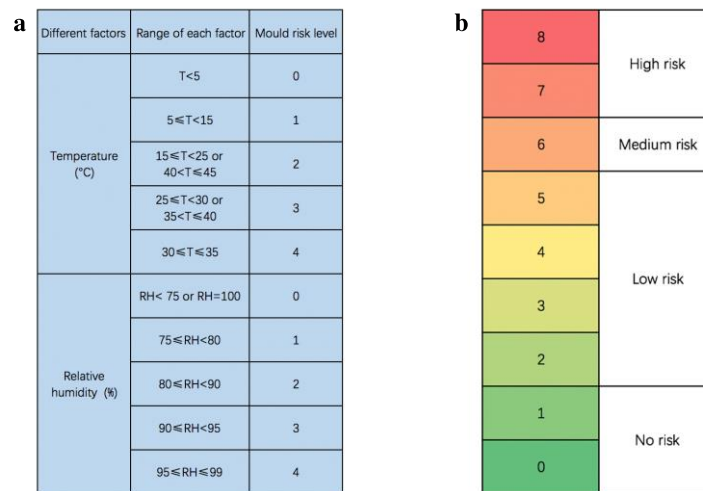 a
Different factors Range of each factor Mould risk level
Temperature
(°C)
T<5 0
5≤T<15 1
15≤T<25 or
40<T≤45
2
25≤T<30 or
35<T≤40
3
30≤T≤35 4
Relative
humidity (%)
RH< 75 or RH=100 0
75≤RH<80 1
80≤RH<90 2
90≤RH<95 3
95≤RH≤99 4
b
8
7
High risk
6 Medium risk
5
4
3
2
Low risk
1
0
No risk